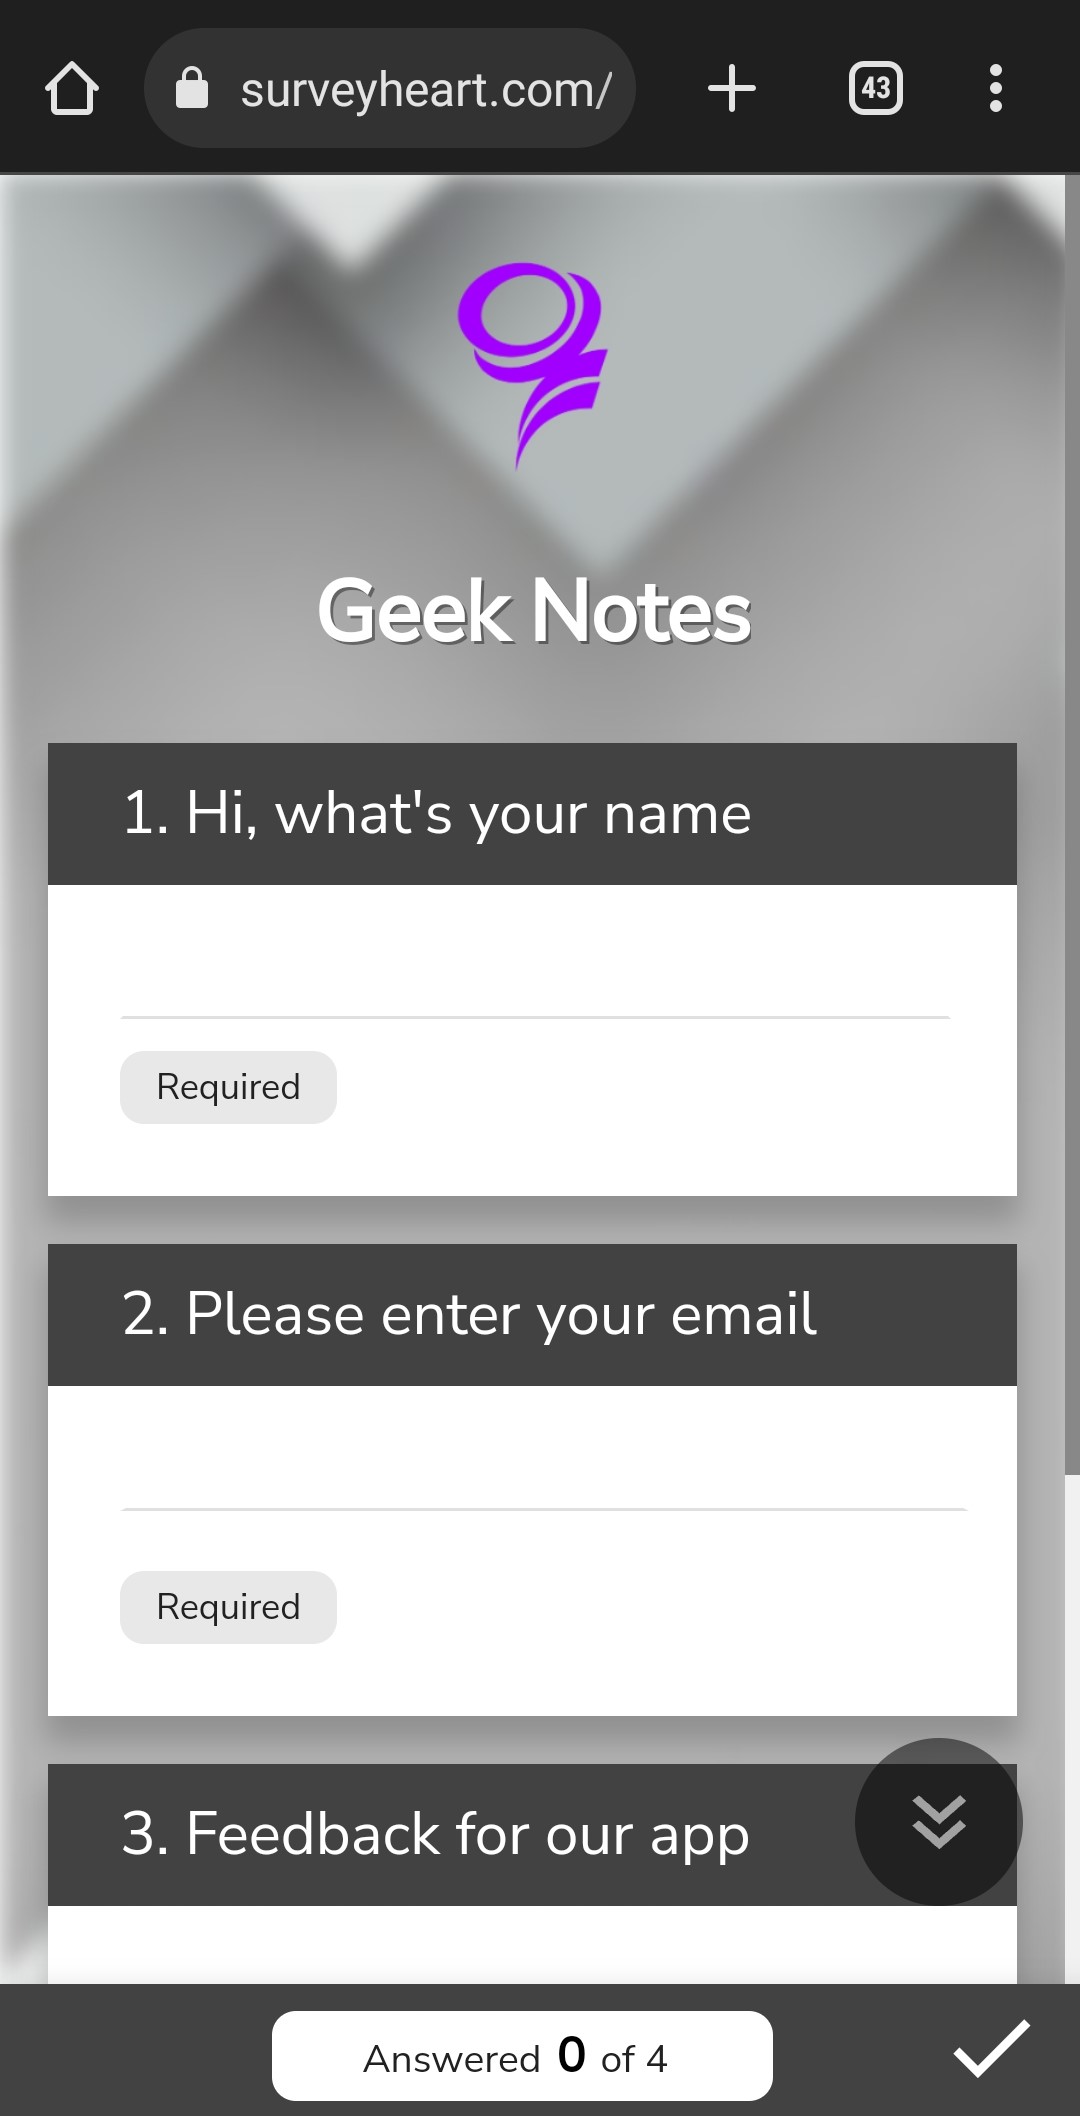 surveyheart.com/
43
Geek Notes
1. Hi, what's your name
Required
2. Please enter your email
Required
3. Feedback for our app
Answered 0 of 4